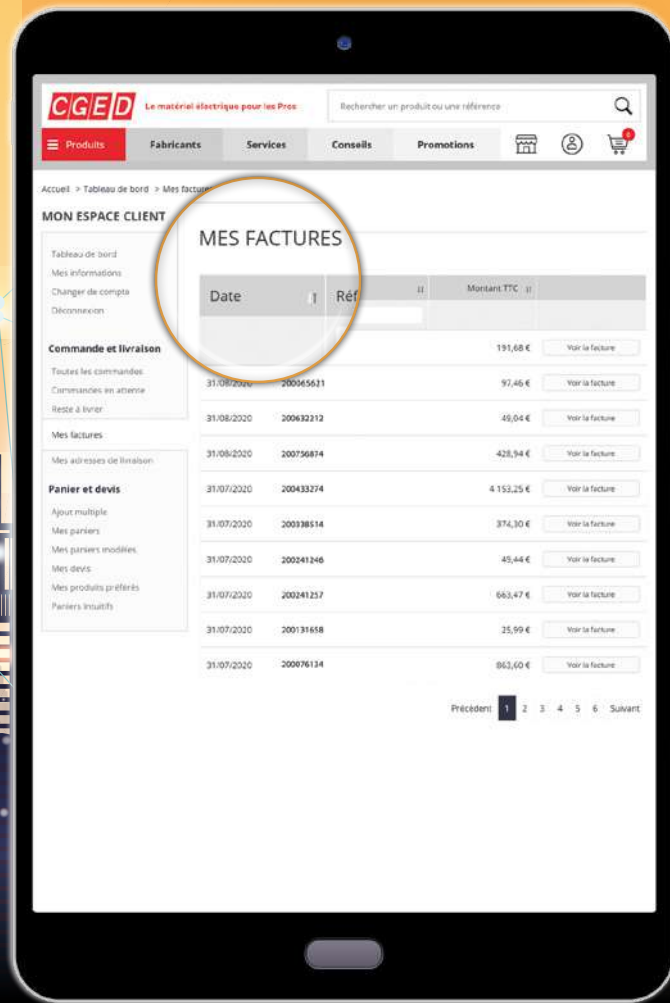 CGED Le matériel électrique pour les Pros Rechercher un produit ou une référence
Produits Fabricants Services Conseils Promotions 0
Accueil > Tableau de bord > Mes factures
MON ESPACE CLIENT
Tableau de bord
Mes informations
Changer de compte
Déconnexion
Commande et livraison
Toutes les commandes
Commandes en attente
Reste à livrer
Mes factures
Mes adresses de livraison
Panier et devis
Ajout multiple
Mes paniers
Mes paniers modèles
Mes devis
Mes produits préférés
Paniers Intuitifs
MES FACTURES
Date Réf Montant TTC
191,68 € Voir la facture
31/08/2020 200065621 97,46 € Voir la facture
31/08/2020 200632212 49,04 € Voir la facture
31/08/2020 200756874 428,94 € Voir la facture
31/07/2020 200433274 4 153,25 € Voir la facture
31/07/2020 200338514 374,30 € Voir la facture
31/07/2020 200241246 49,44 € Voir la facture
31/07/2020 200241257 663,47 € Voir la facture
31/07/2020 200131658 25,99 € Voir la facture
31/07/2020 200076134 863,60 € Voir la facture
Précédent 1 2 3 4 5 6 Suivant